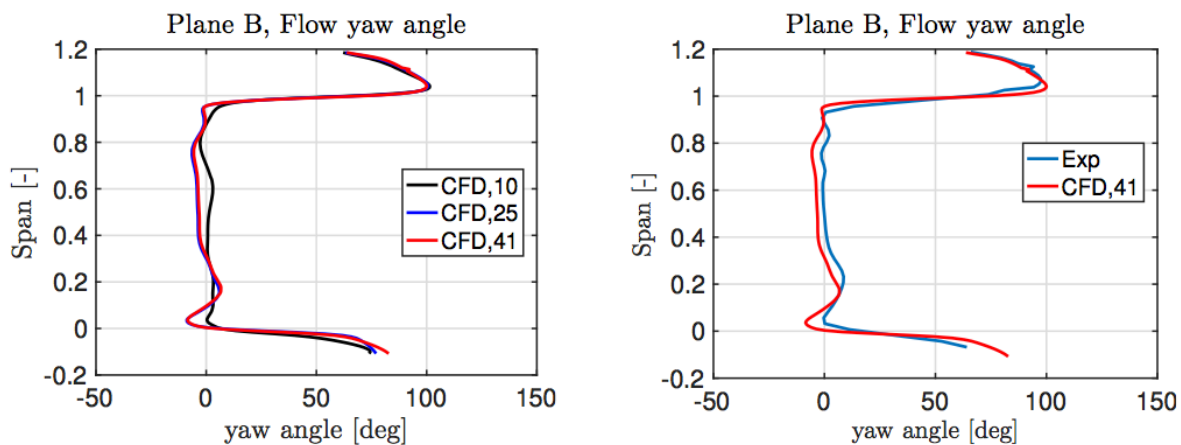 Plane B, Flow yaw angle
1.2
1
0.8
0.6
0.4
0.2
0
-0.2
Span [-]
CFD,10
CFD,25
CFD,41
-50
0
50
100
150
yaw angle [deg]
Plane B, Flow yaw angle
1.2
1
0.8
0.6
0.4
0.2
0
-0.2
Span [-]
Exp
CFD,41
-50
0
50
100
150
yaw angle [deg]